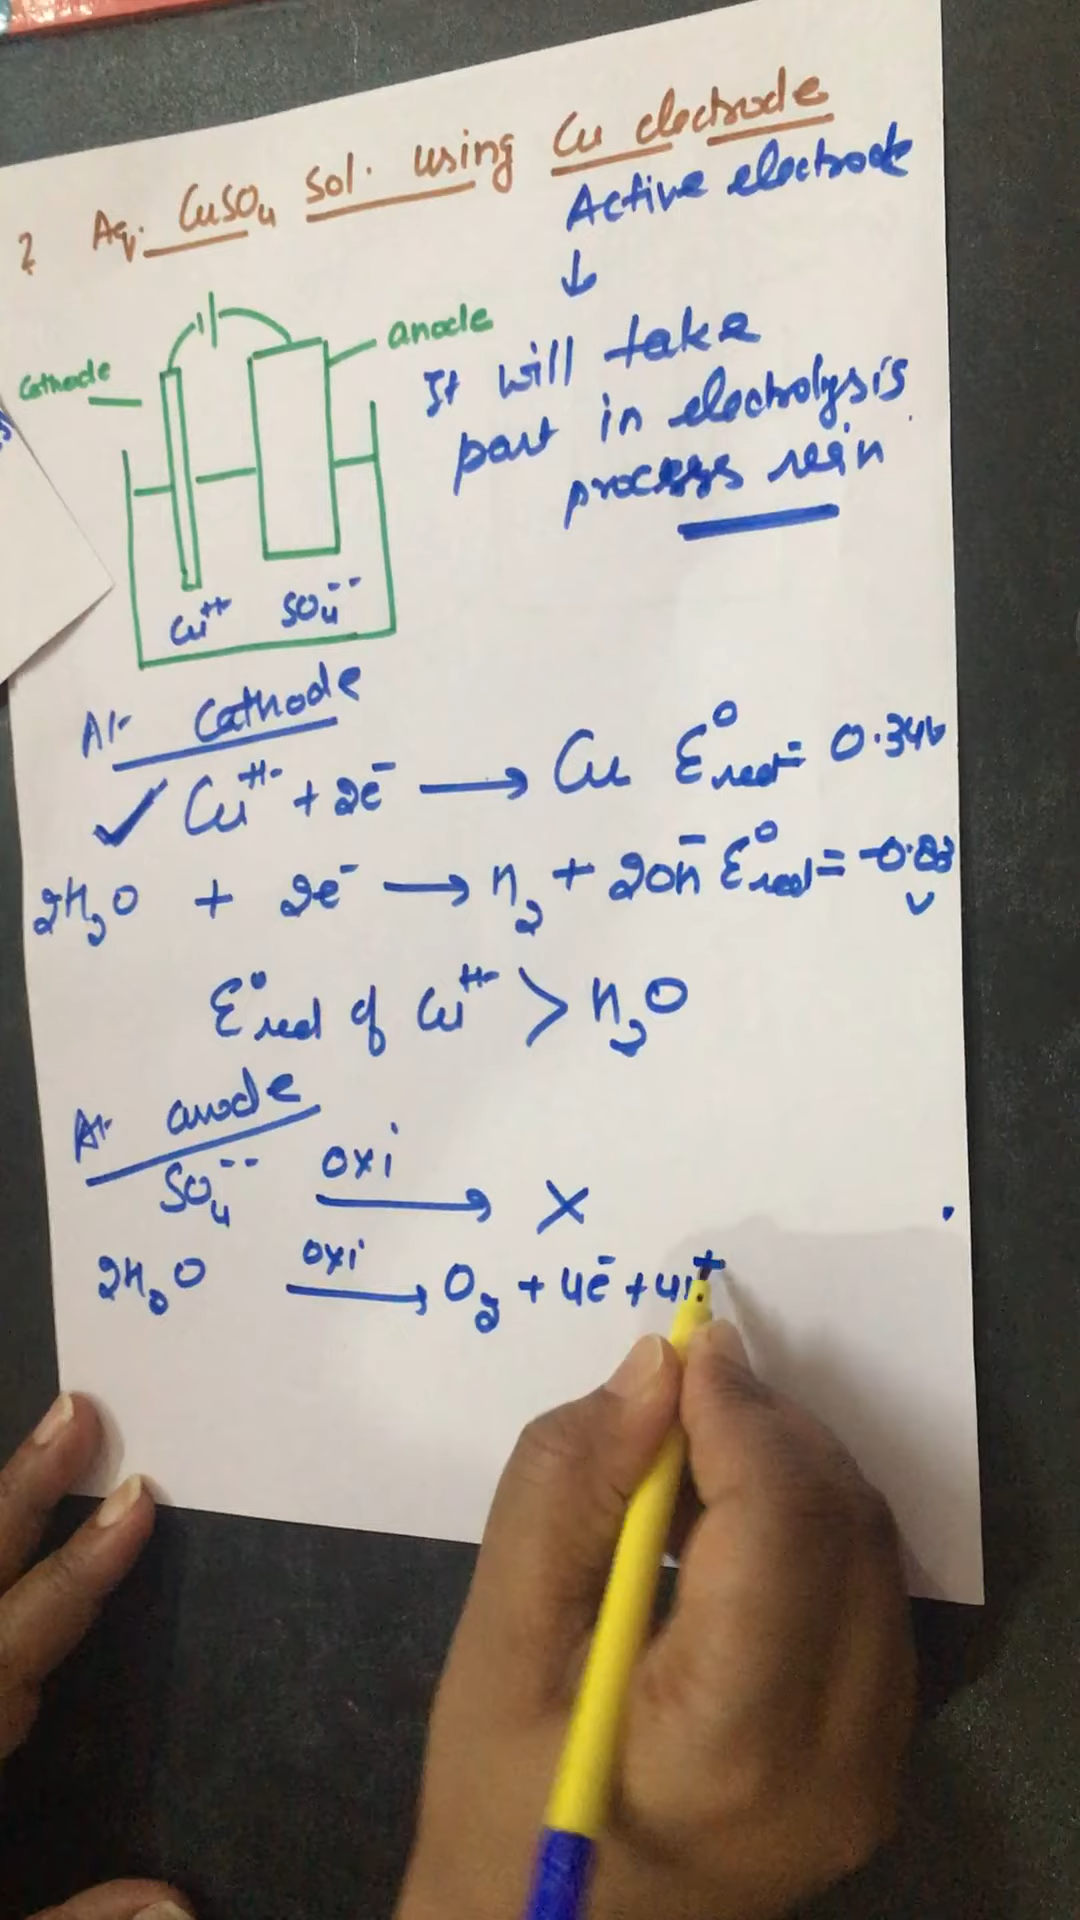 2 Aq. CuSO4 sol. using Cu electrode
Active electrode
↓
It will take
part in electrolysis
process rxn
Cathode
anode
Cu++ SO4--
At Cathode
✓ Cu++ + 2e- → Cu E°red = 0.34V
2H2O + 2e- → H2 + 2OH- E°red = -0.83
E°red of Cu++ > H2O
At anode
SO4-- oxi → X
2H2O oxi → O2 + 4e- + 4H+